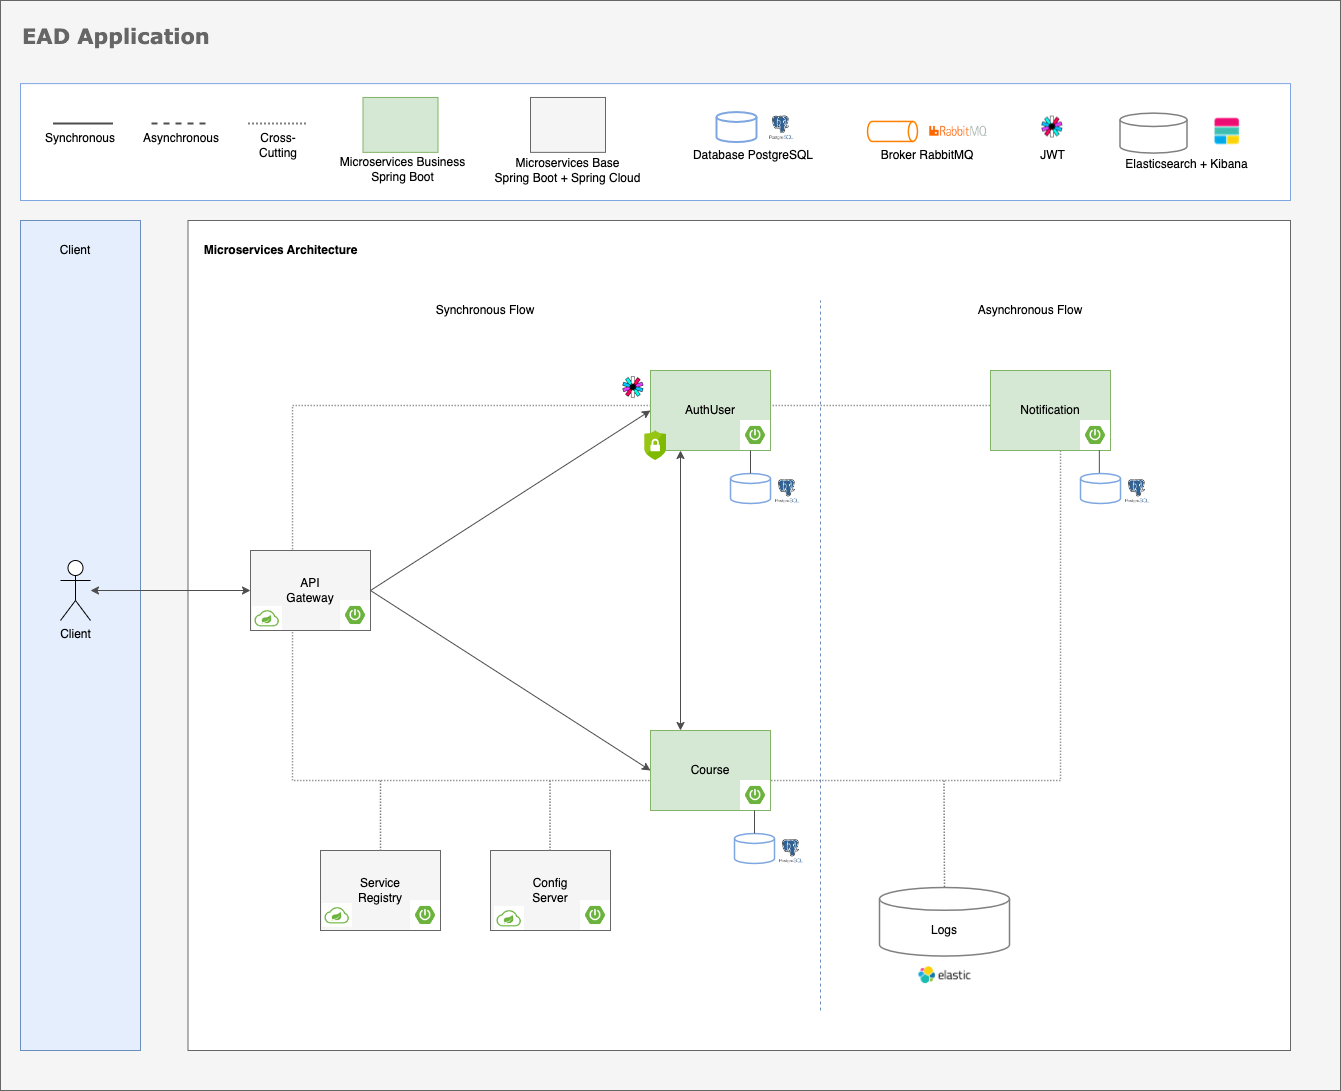 EAD Application
Synchronous
Asynchronous
Cross-
Cutting
Microservices Business
Spring Boot
Microservices Base
Spring Boot + Spring Cloud
PostgreSQL
Database PostgreSQL
RabbitMQ
Broker RabbitMQ
JWT
Elasticsearch + Kibana
Client
Microservices Architecture
Synchronous Flow
Asynchronous Flow
AuthUser
PostgreSQL
Notification
PostgreSQL
API
Gateway
Client
Course
PostgreSQL
Service
Registry
Config
Server
Logs
elastic